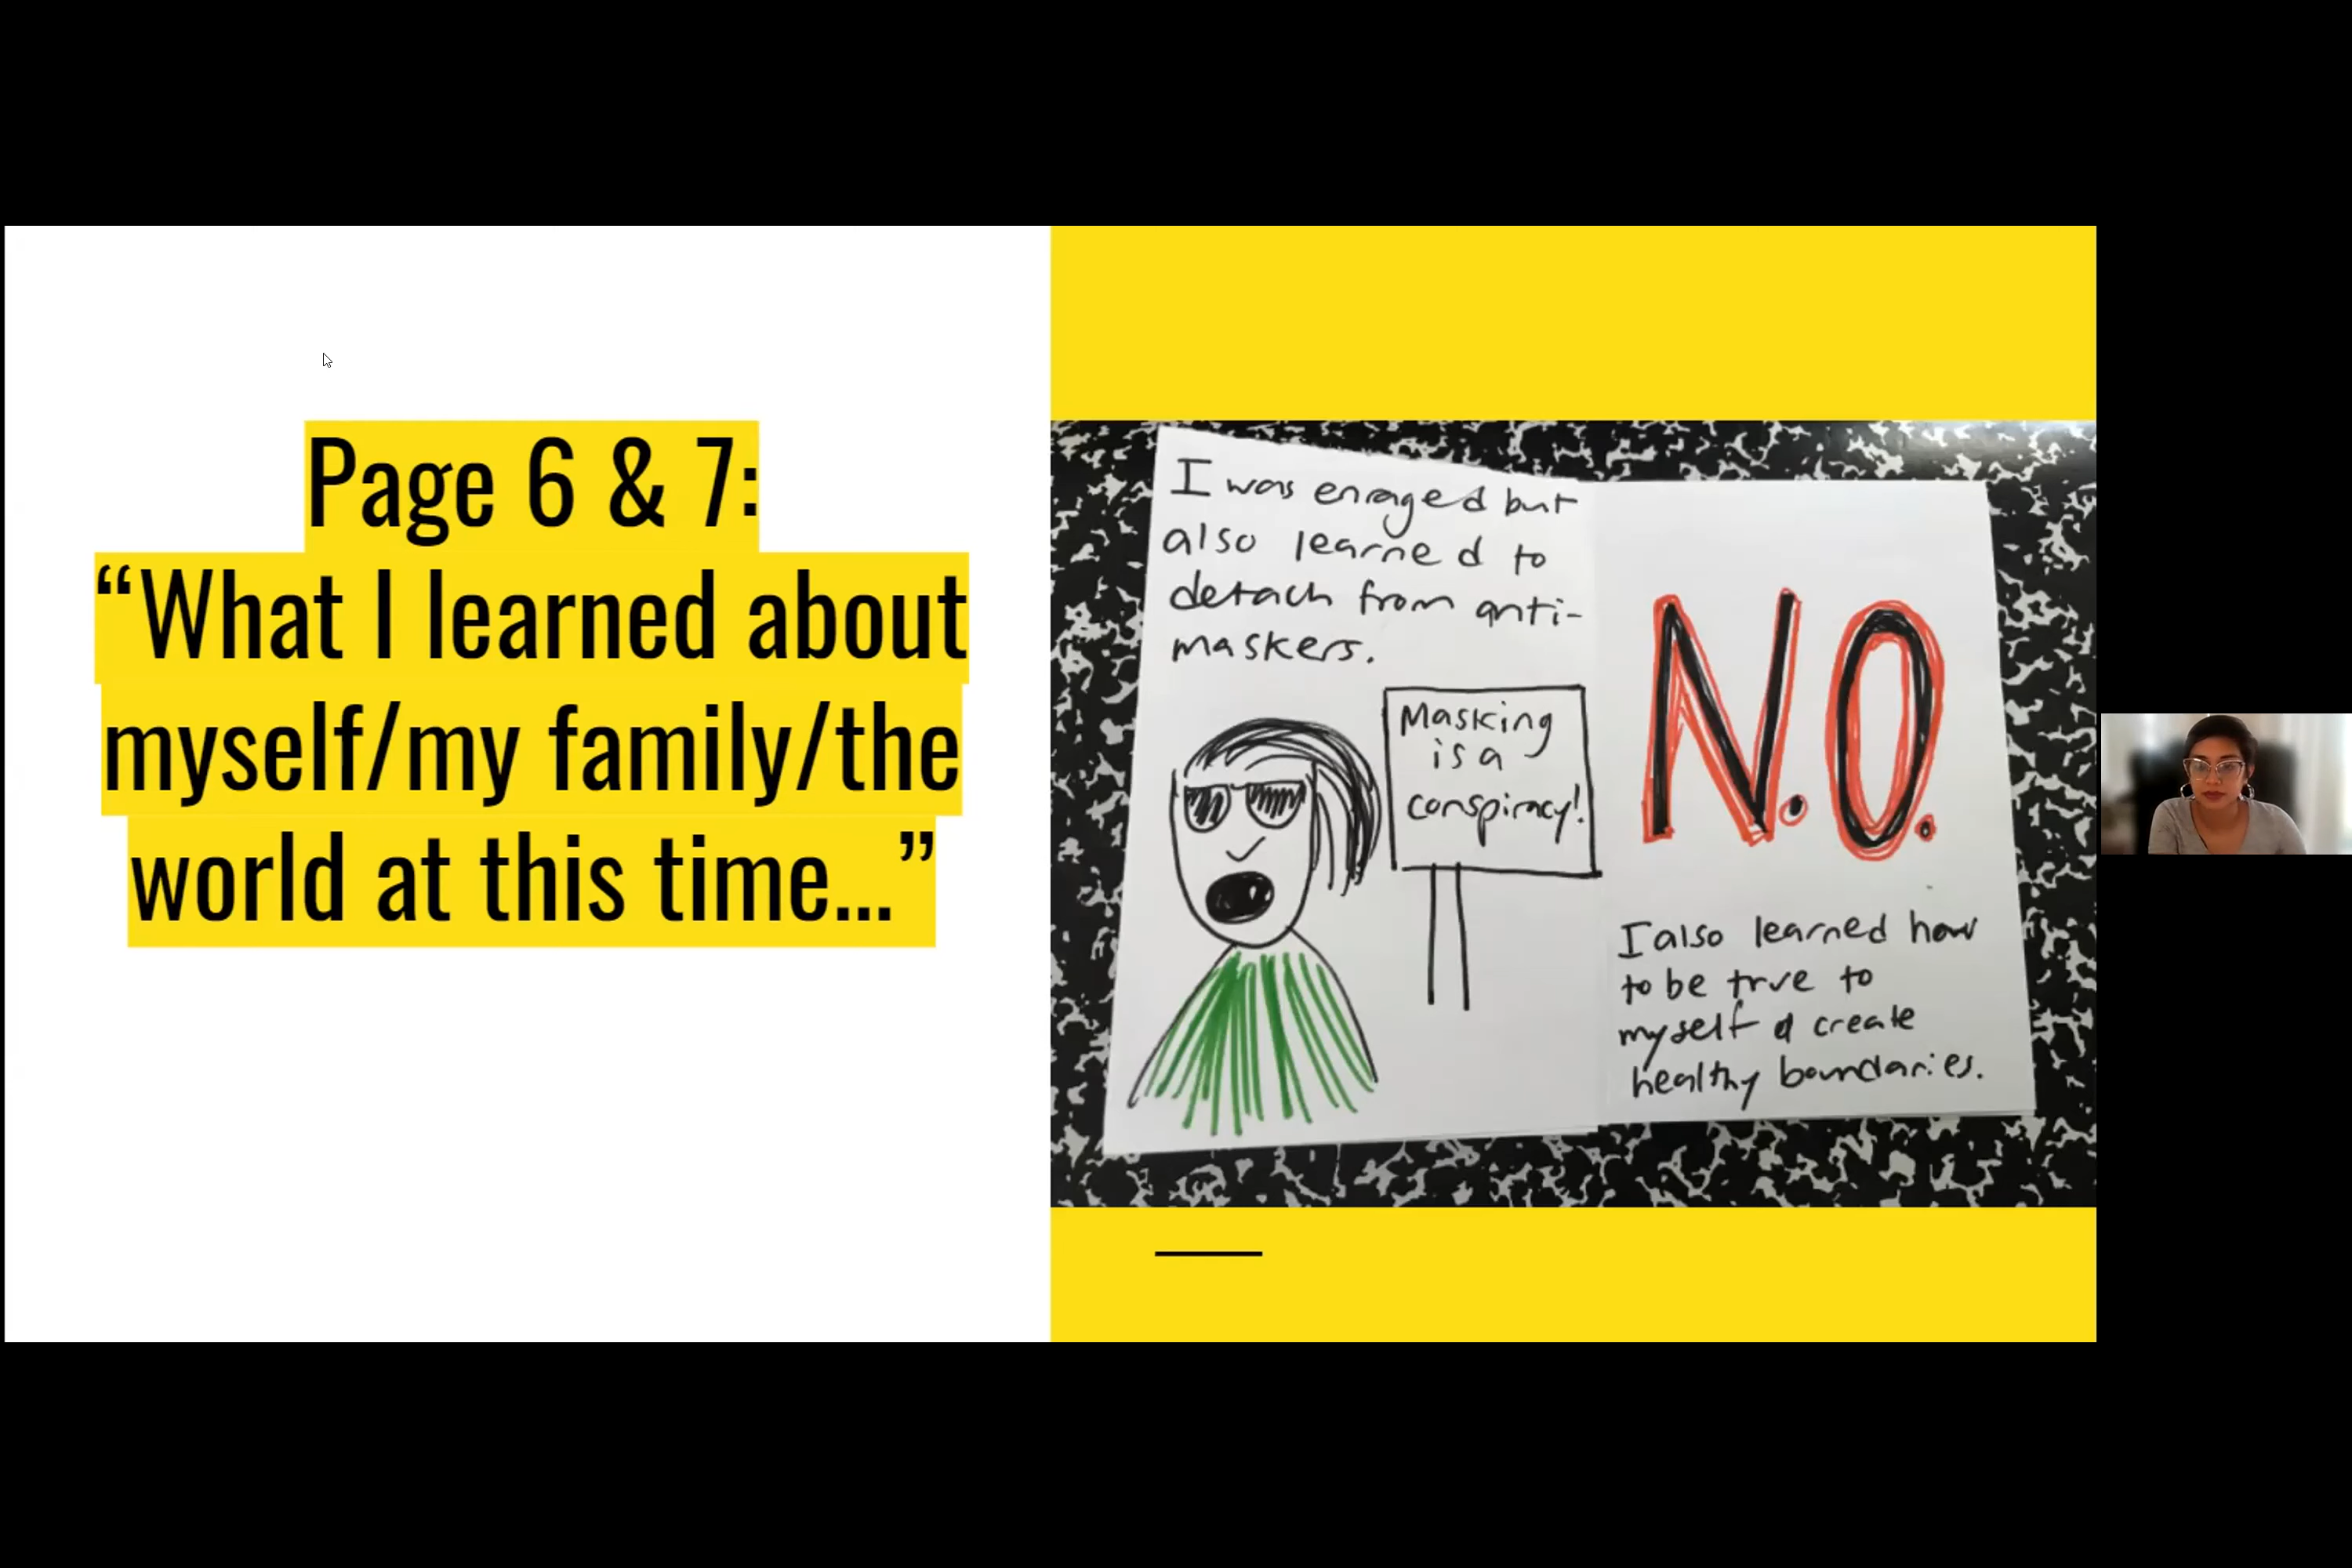 Page 6 & 7:
“What I learned about
myself/my family/the
world at this time...”
I was enraged but
also learned to
detach from anti-
maskers.
Masking
is a
conspiracy!
N.O.
I also learned how
to be true to
myself & create
healthy boundaries.